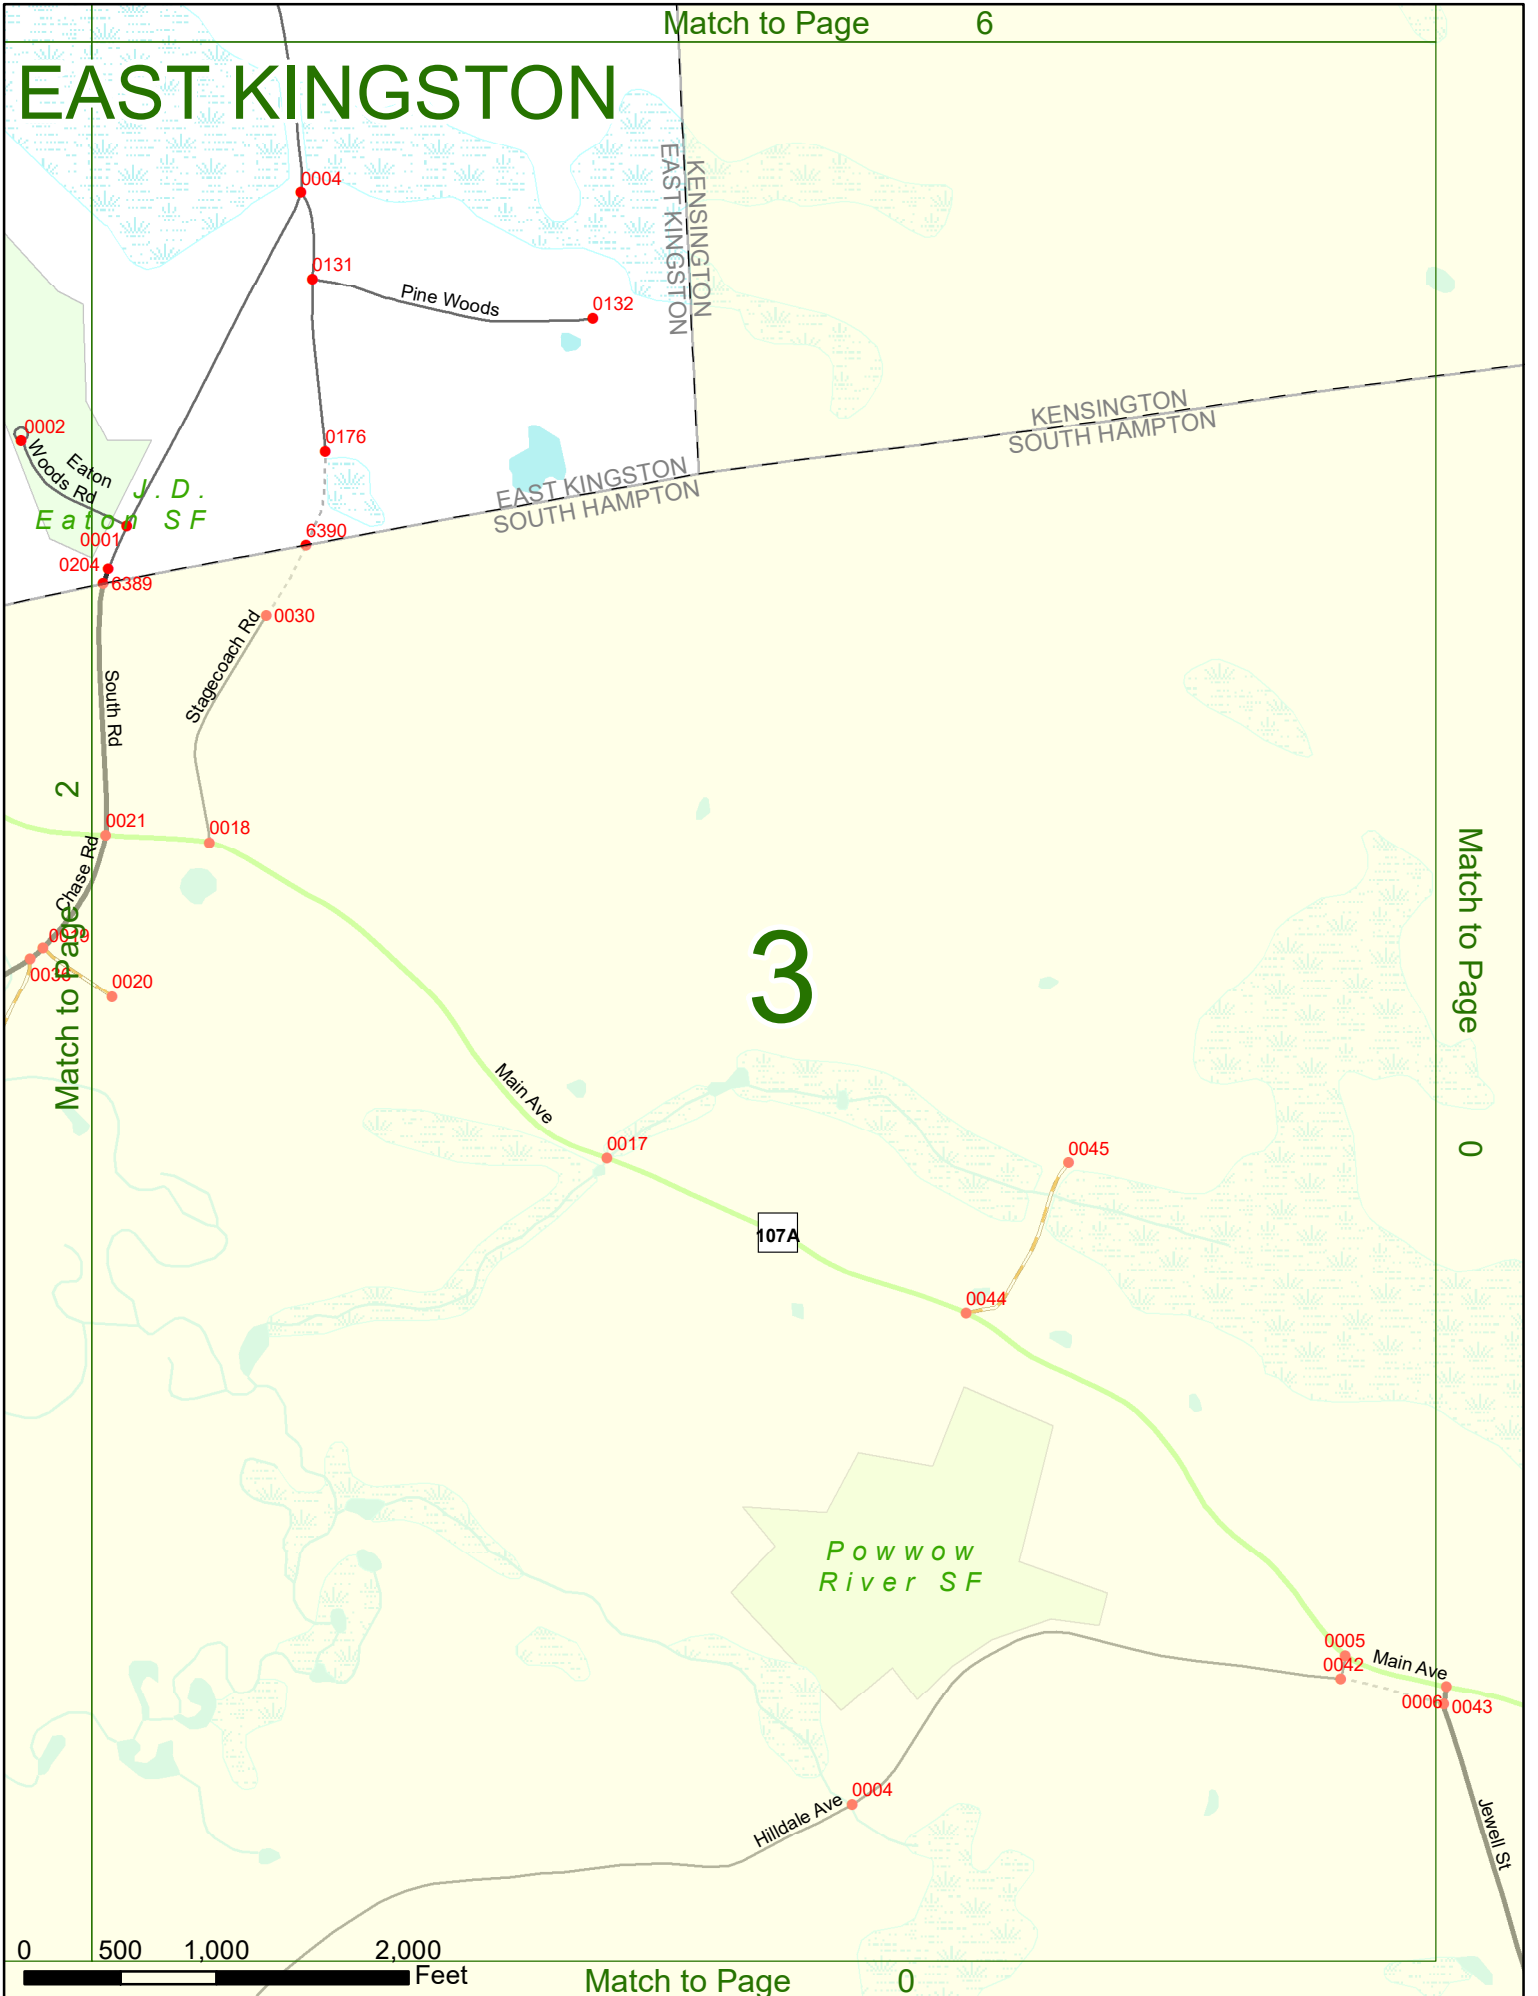 Match to Page 6
EAST KINGSTON
KENSINGTON
EAST KINGSTON
0004
0131
Pine Woods
0132
0002
Eaton
Woods Rd
J.D.
Eaton SF
0176
KENSINGTON
SOUTH HAMPTON
EAST KINGSTON
SOUTH HAMPTON
0001
0204
6389
6390
0030
Stagecoach Rd
South Rd
0021
0018
Chase Rd
Match to Page 2
0019
0036
0020
3
Match to Page 0
Main Ave
0017
0045
107A
0044
Powwow
River SF
0005
0042
Main Ave
0006
0043
0004
Hilldale Ave
Jewell St
0 500 1,000 2,000
Feet
Match to Page 0